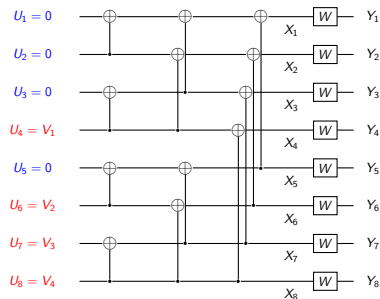 U₁ = 0 W Y₁
X₁
U₂ = 0 W Y₂
X₂
U₃ = 0 W Y₃
X₃
U₄ = V₁ W Y₄
X₄
U₅ = 0 W Y₅
X₅
U₆ = V₂ W Y₆
X₆
U₇ = V₃ W Y₇
X₇
U₈ = V₄ W Y₈
X₈